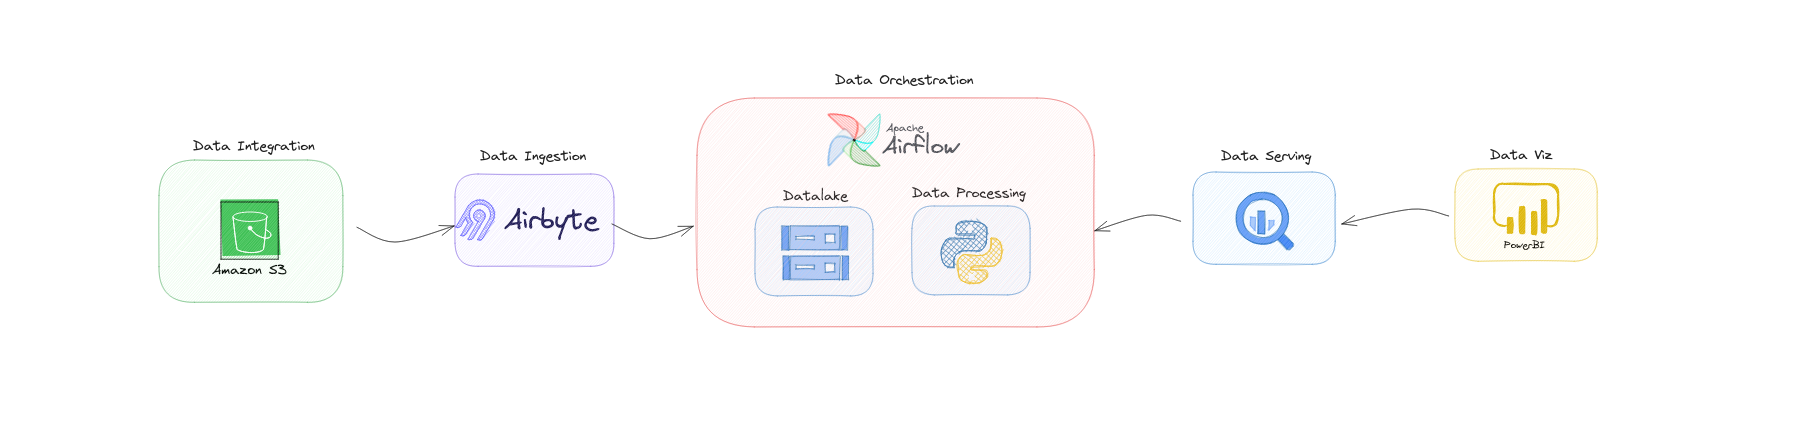 Data Orchestration
Apache
Airflow
Data Integration
Data Ingestion
Data Serving
Data Viz
Datalake
Data Processing
Airbyte
PowerBI
Amazon S3